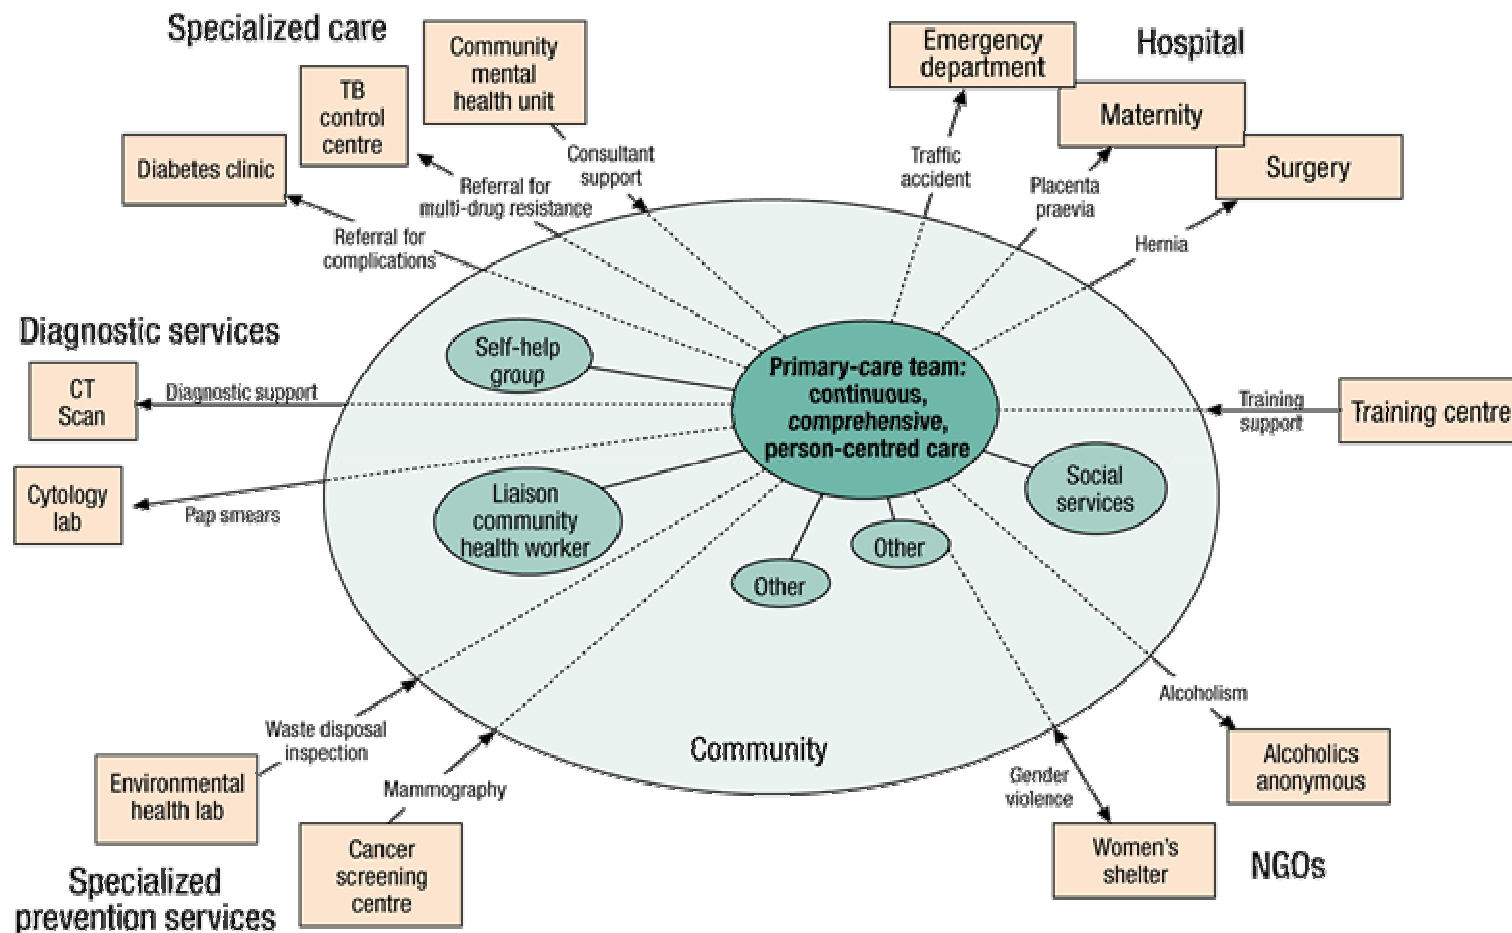 Specialized care
Community
mental
health unit
TB
control
centre
Diabetes clinic
Consultant
support
Referral for
multi-drug resistance
Referral for
complications
Emergency
department
Hospital
Maternity
Surgery
Traffic
accident
Placenta
praevia
Hernia
Diagnostic services
CT
Scan
Diagnostic support
Cytology
lab
Pap smears
Self-help
group
Primary-care team:
continuous,
comprehensive,
person-centred care
Liaison
community
health worker
Other
Other
Social
services
Training
support
Training centre
Community
Waste disposal
inspection
Environmental
health lab
Mammography
Cancer
screening
centre
Specialized
prevention services
Gender
violence
Women's
shelter
Alcoholism
Alcoholics
anonymous
NGOs